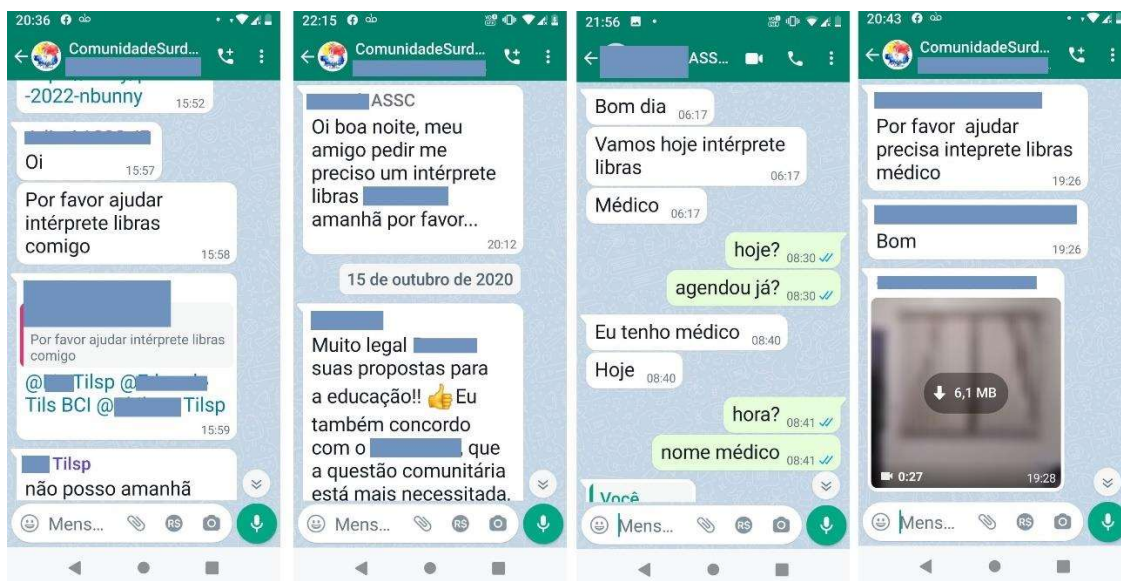 20:36
ComunidadeSurd...
-2022-nbunny 15:52
Oi 15:57
Por favor ajudar
intérprete libras
comigo 15:58
Por favor ajudar intérprete libras
comigo
@ Tilsp @
Tils BCI @ Tilsp
15:59
Tilsp
não posso amanhã
Mens...
RS
22:15
ComunidadeSurd...
ASSC
Oi boa noite, meu
amigo pedir me
preciso um intérprete
libras
amanhã por favor...
20:12
15 de outubro de 2020
Muito legal
suas propostas para
a educação!! 👍 Eu
também concordo
com o , que
a questão comunitária
está mais necessitada.
Mens...
RS
21:56
ASS...
Bom dia 06:17
Vamos hoje intérprete
libras 06:17
Médico 06:17
hoje? 08:30
agendou já? 08:30
Eu tenho médico 08:40
Hoje 08:40
hora? 08:41
nome médico 08:41
Você
Mens...
RS
20:43
ComunidadeSurd...
Por favor ajudar
precisa inteprete libras
médico 19:26
Bom 19:26
6,1 MB
0:27 19:28
Mens...
RS